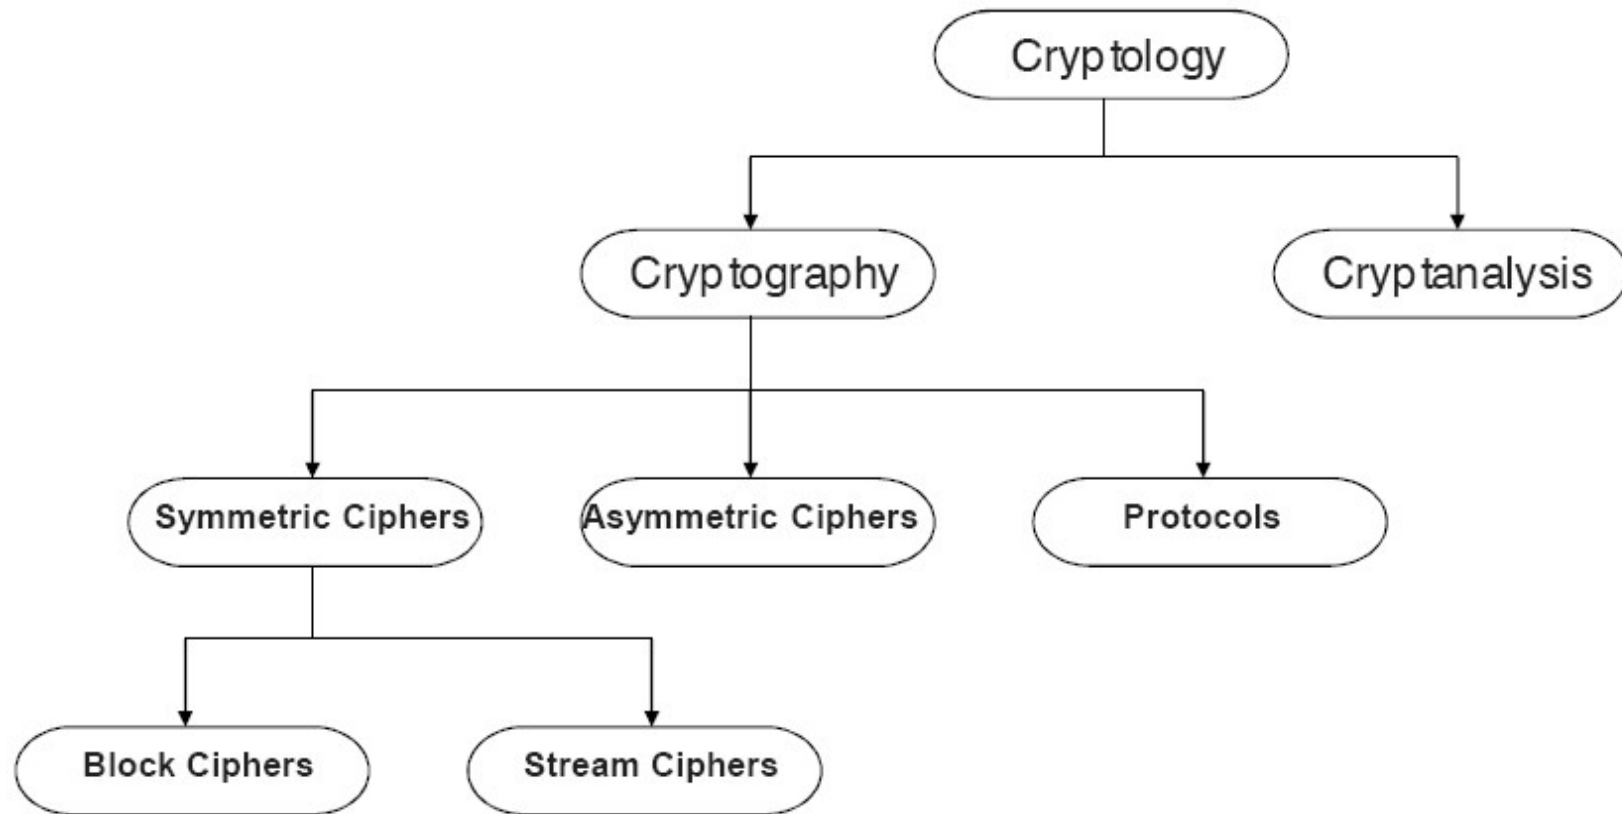 Cryptology
Cryptography
Cryptanalysis
Symmetric Ciphers
Asymmetric Ciphers
Protocols
Block Ciphers
Stream Ciphers